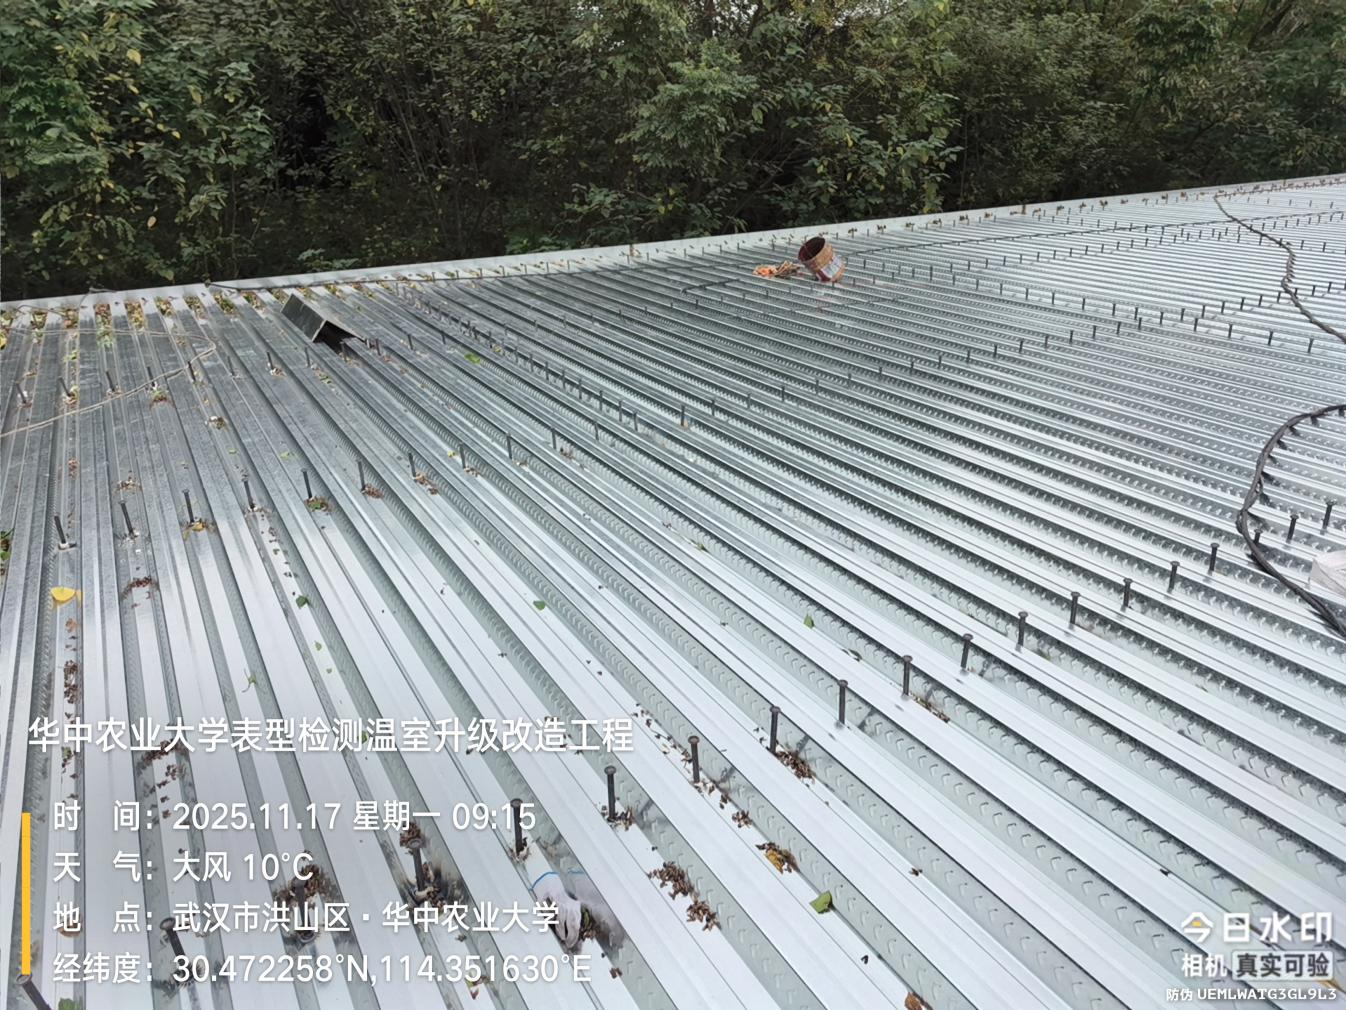 华中农业大学表型检测温室升级改造工程
时 间：2025.11.17 星期一 09:15
天 气：大风 10℃
地 点：武汉市洪山区·华中农业大学
经纬度：30.472258°N,114.351630°E
今日水印
相机 真实可验
防伪 UEMLWATG3GL9L3